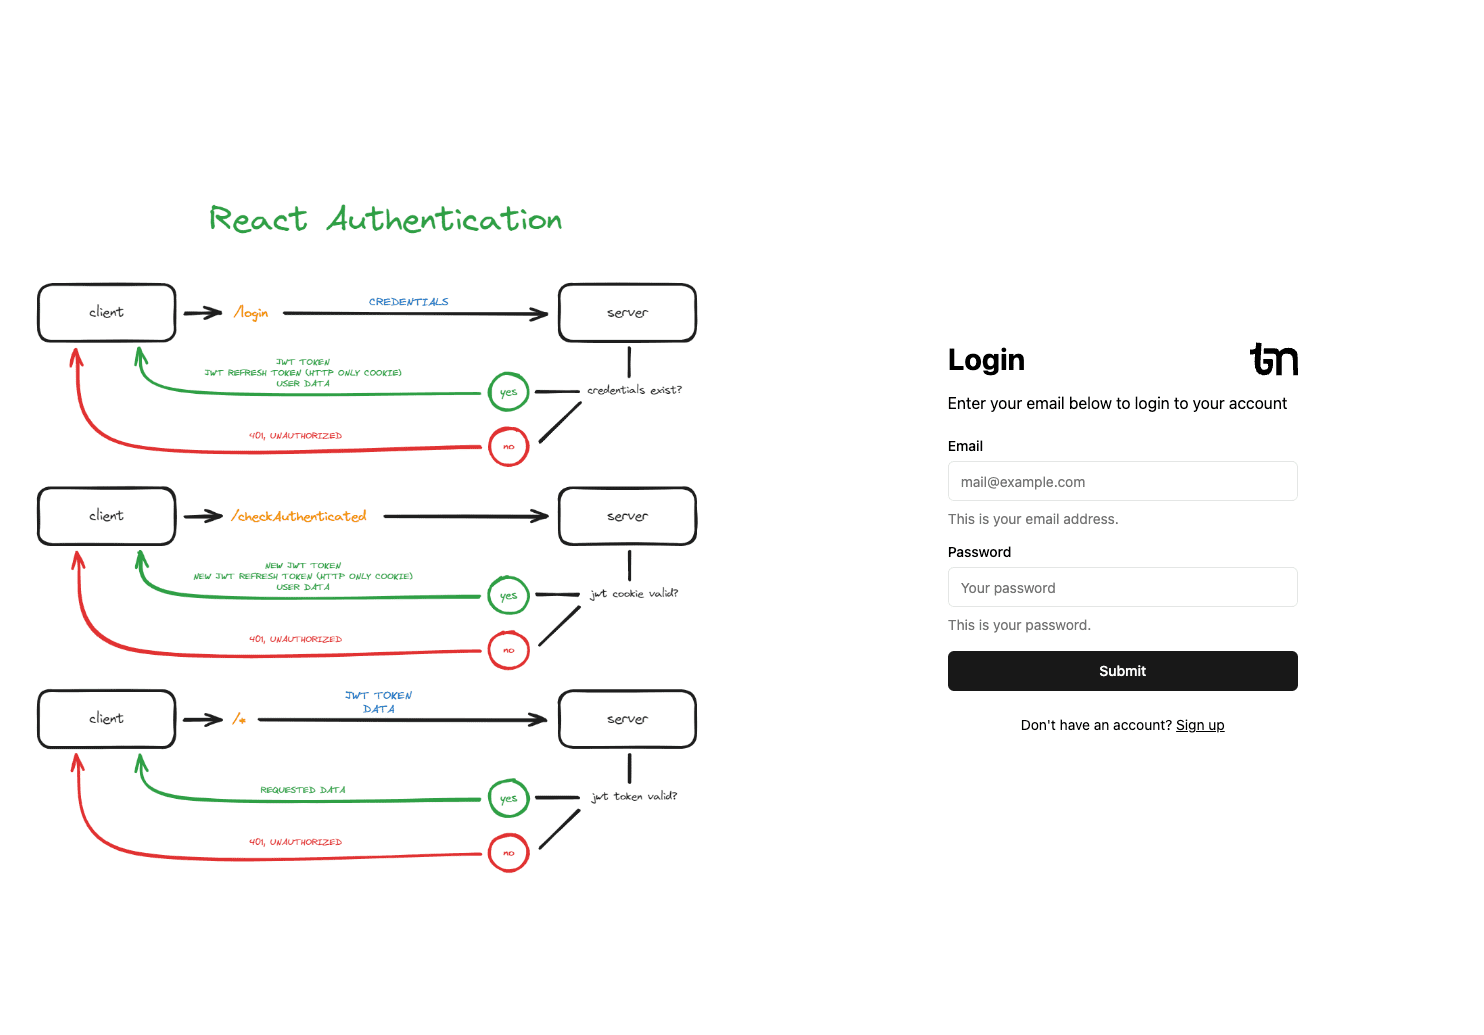 React Authentication
client
/login
CREDENTIALS
server
JWT TOKEN
JWT REFRESH TOKEN (HTTP ONLY COOKIE)
USER DATA
yes
credentials exist?
401, UNAUTHORIZED
no
client
/checkAuthenticated
server
NEW JWT TOKEN
NEW JWT REFRESH TOKEN (HTTP ONLY COOKIE)
USER DATA
yes
jwt cookie valid?
401, UNAUTHORIZED
no
client
/*
JWT TOKEN
DATA
server
REQUESTED DATA
yes
jwt token valid?
401, UNAUTHORIZED
no
Login
Enter your email below to login to your account
Email
mail@example.com
This is your email address.
Password
Your password
This is your password.
Submit
Don't have an account? Sign up